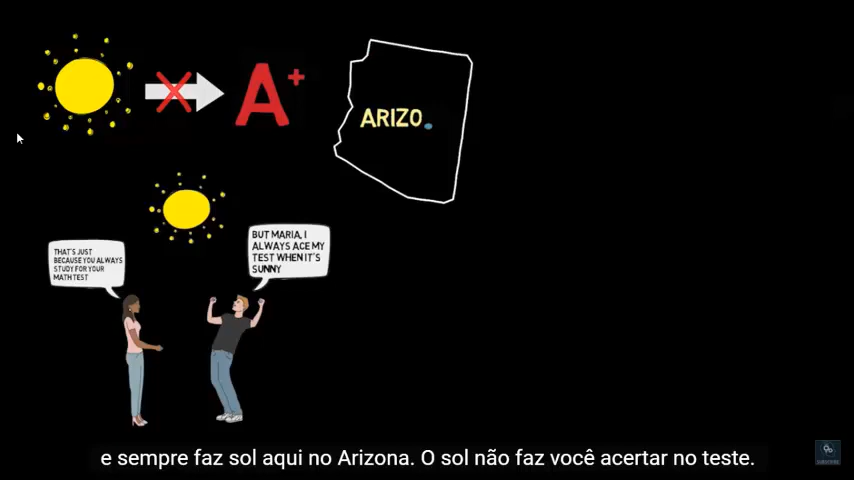 A+
ARIZO
THAT'S JUST
BECAUSE YOU ALWAYS
STUDY FOR YOUR
MATH TEST
BUT MARIA, I
ALWAYS ACE MY
TEST WHEN IT'S
SUNNY
e sempre faz sol aqui no Arizona. O sol não faz você acertar no teste.